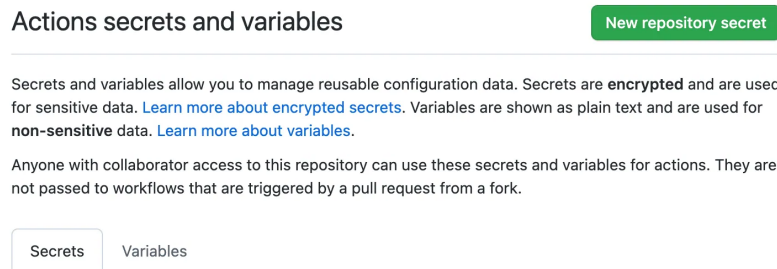 Actions secrets and variables
New repository secret
Secrets and variables allow you to manage reusable configuration data. Secrets are encrypted and are used
for sensitive data. Learn more about encrypted secrets. Variables are shown as plain text and are used for
non-sensitive data. Learn more about variables.
Anyone with collaborator access to this repository can use these secrets and variables for actions. They are
not passed to workflows that are triggered by a pull request from a fork.
Secrets
Variables